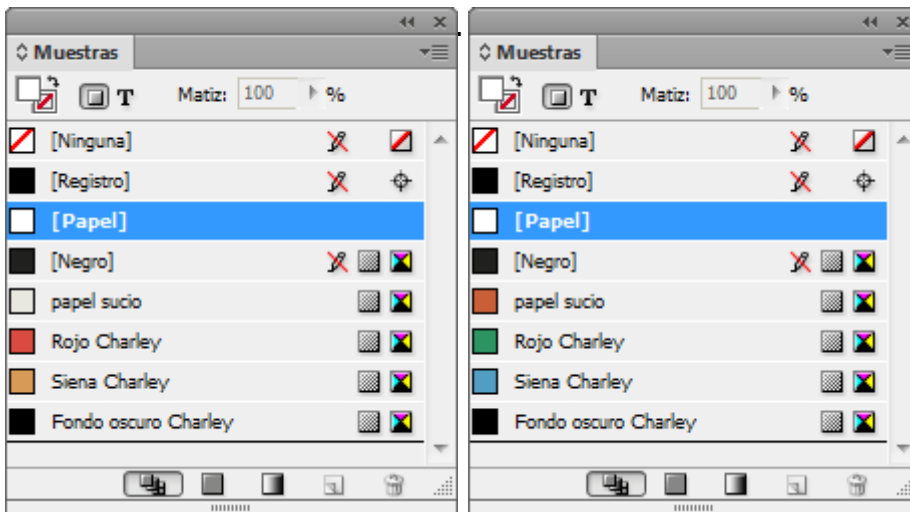 Muestras
T Matiz: 100 %
[Ninguna]
[Registro]
[Papel]
[Negro]
papel sucio
Rojo Charley
Siena Charley
Fondo oscuro Charley
Muestras
T Matiz: 100 %
[Ninguna]
[Registro]
[Papel]
[Negro]
papel sucio
Rojo Charley
Siena Charley
Fondo oscuro Charley